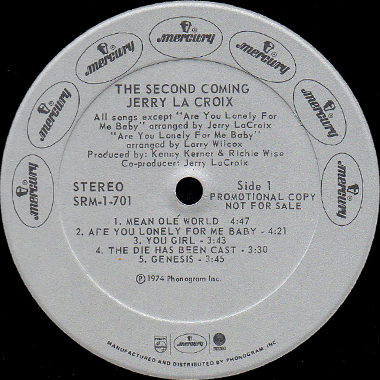 mercury
mercury
mercury
mercury
mercury
mercury
mercury
mercury
THE SECOND COMING
JERRY LA CROIX
All songs except "Are You Lonely For
Me Baby" arranged by Jerry LaCroix
"Are You Lonely For Me Baby"
arranged by Larry Wilcox
Produced by: Kenny Kerner & Richie Wise
Co-producer: Jerry LaCroix
STEREO
SRM-1-701
Side 1
PROMOTIONAL COPY
NOT FOR SALE
1. MEAN OLE WORLD - 4:47
2. ARE YOU LONELY FOR ME BABY - 4:21
3. YOU GIRL - 3:43
4. THE DIE HAS BEEN CAST - 3:30
5. GENESIS - 3:45
Ⓟ 1974 Phonogram Inc.
mercury
MANUFACTURED AND DISTRIBUTED BY PHONOGRAM, INC.